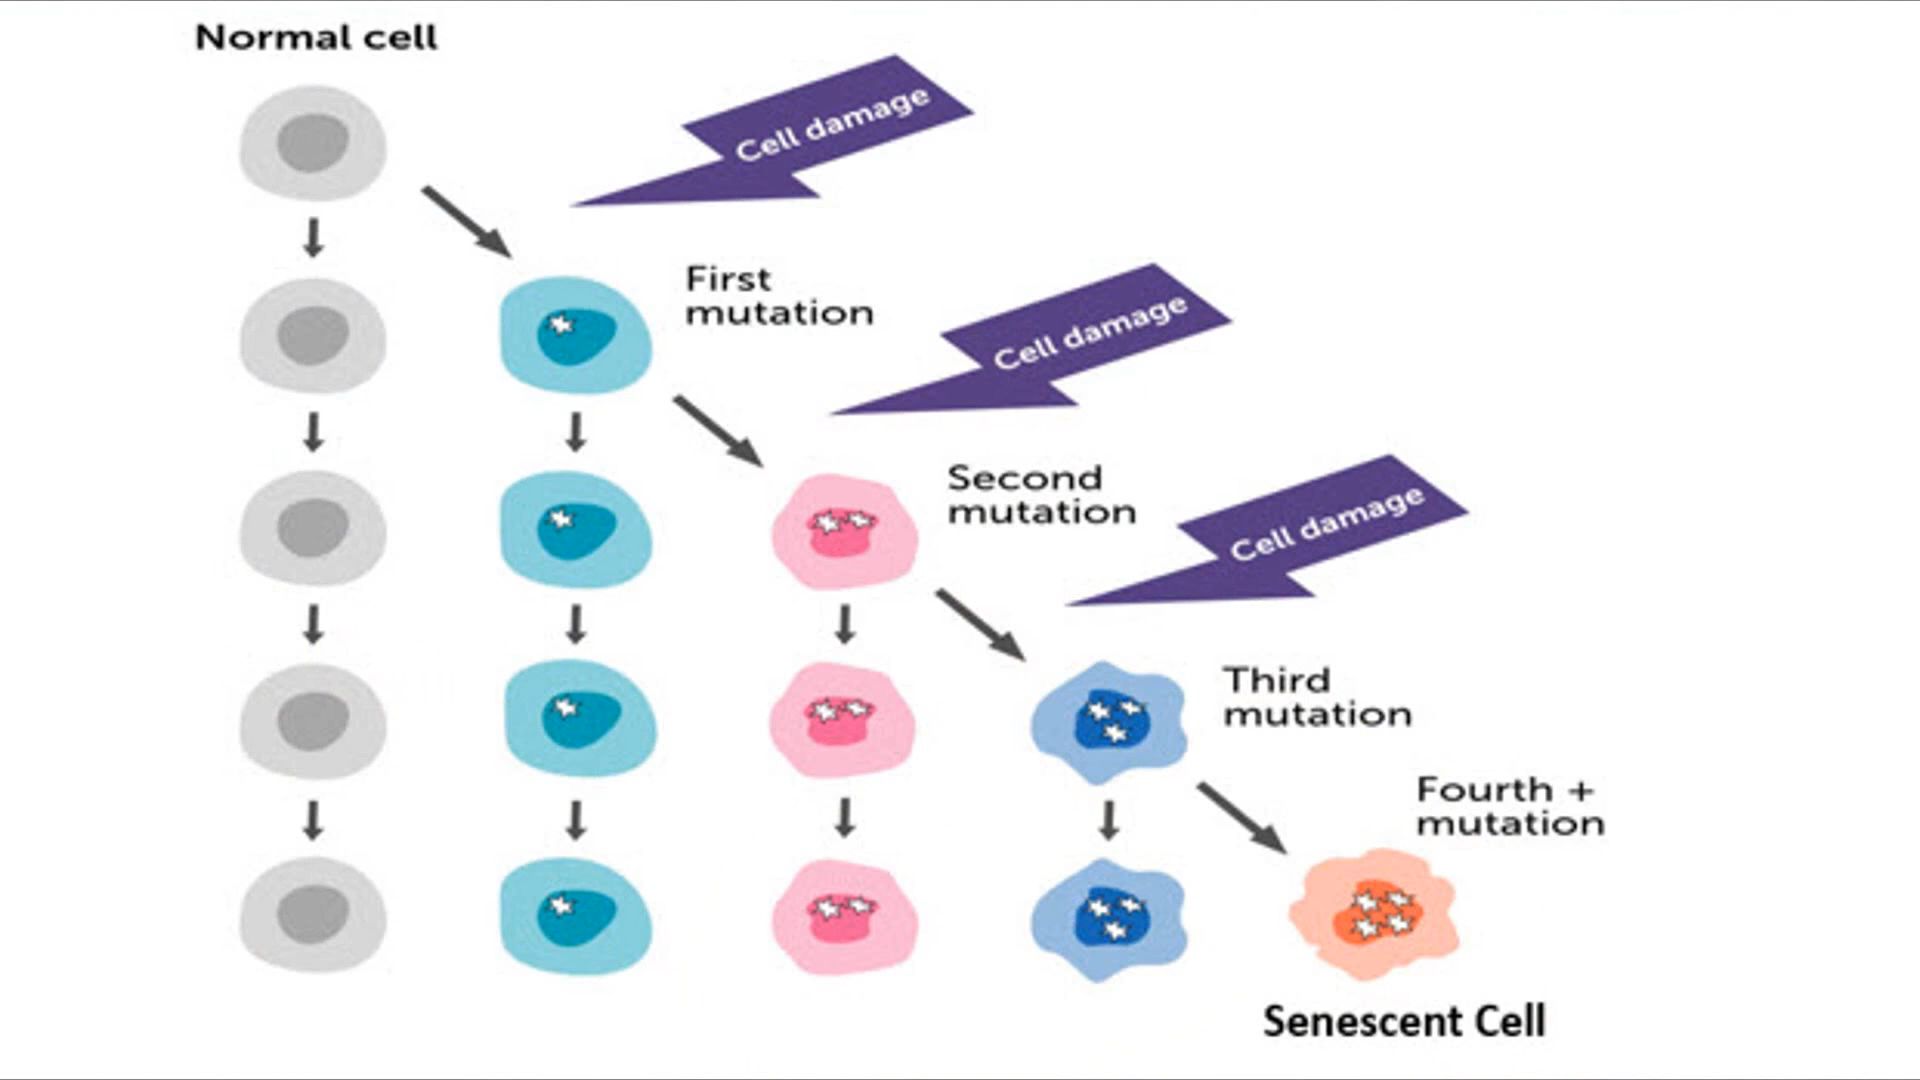 Normal cell
Cell damage
First
mutation
Cell damage
Second
mutation
Cell damage
Third
mutation
Fourth +
mutation
Senescent Cell